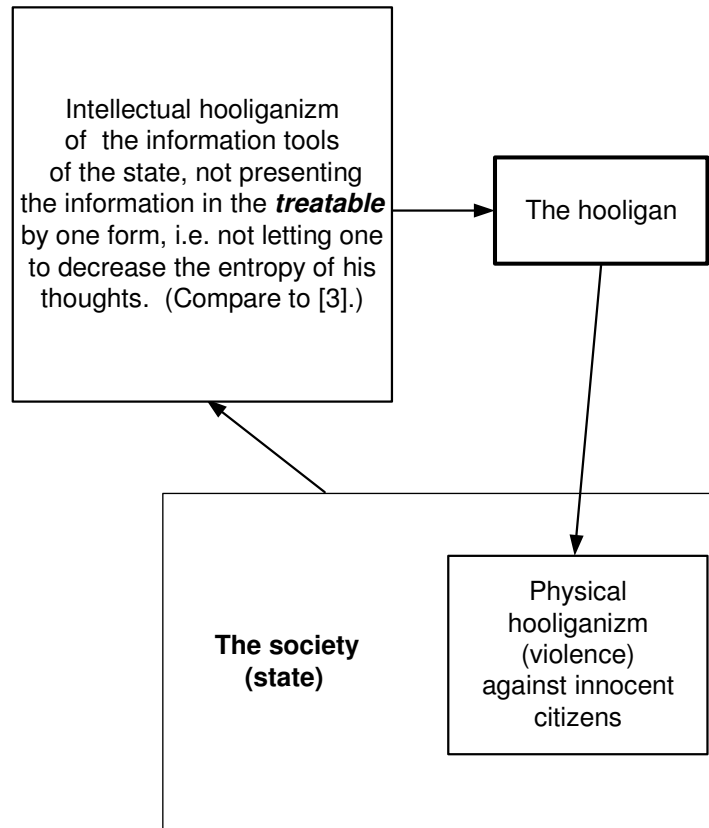 Intellectual hooliganizm
of the information tools
of the state, not presenting
the information in the treatable
by one form, i.e. not letting one
to decrease the entropy of his
thoughts. (Compare to [3].)
The hooligan
The society
(state)
Physical
hooliganizm
(violence)
against innocent
citizens